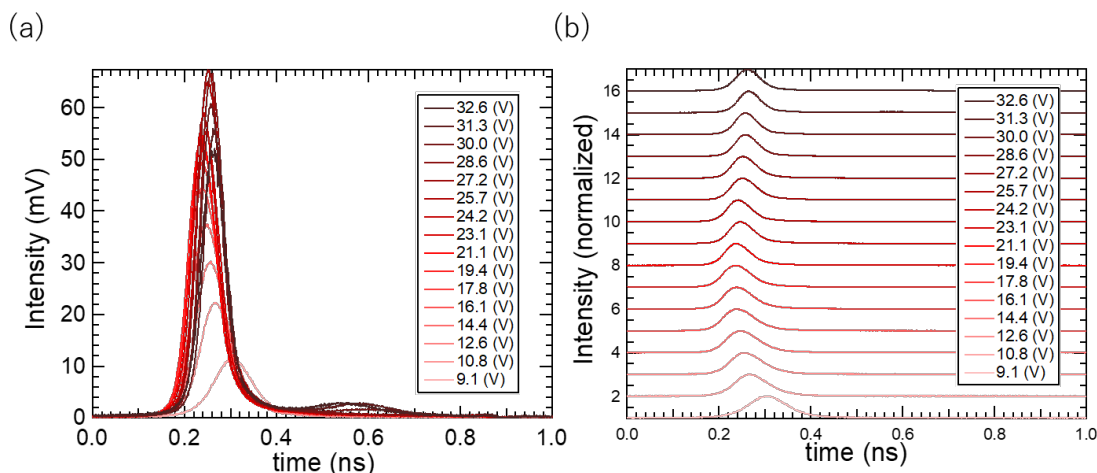 (a)
Intensity (mV)
60
50
40
30
20
10
0
0.0 0.2 0.4 0.6 0.8 1.0
time (ns)
32.6 (V)
31.3 (V)
30.0 (V)
28.6 (V)
27.2 (V)
25.7 (V)
24.2 (V)
23.1 (V)
21.1 (V)
19.4 (V)
17.8 (V)
16.1 (V)
14.4 (V)
12.6 (V)
10.8 (V)
9.1 (V)
(b)
Intensity (normalized)
16
14
12
10
8
6
4
2
0.0 0.2 0.4 0.6 0.8 1.0
time (ns)
32.6 (V)
31.3 (V)
30.0 (V)
28.6 (V)
27.2 (V)
25.7 (V)
24.2 (V)
23.1 (V)
21.1 (V)
19.4 (V)
17.8 (V)
16.1 (V)
14.4 (V)
12.6 (V)
10.8 (V)
9.1 (V)